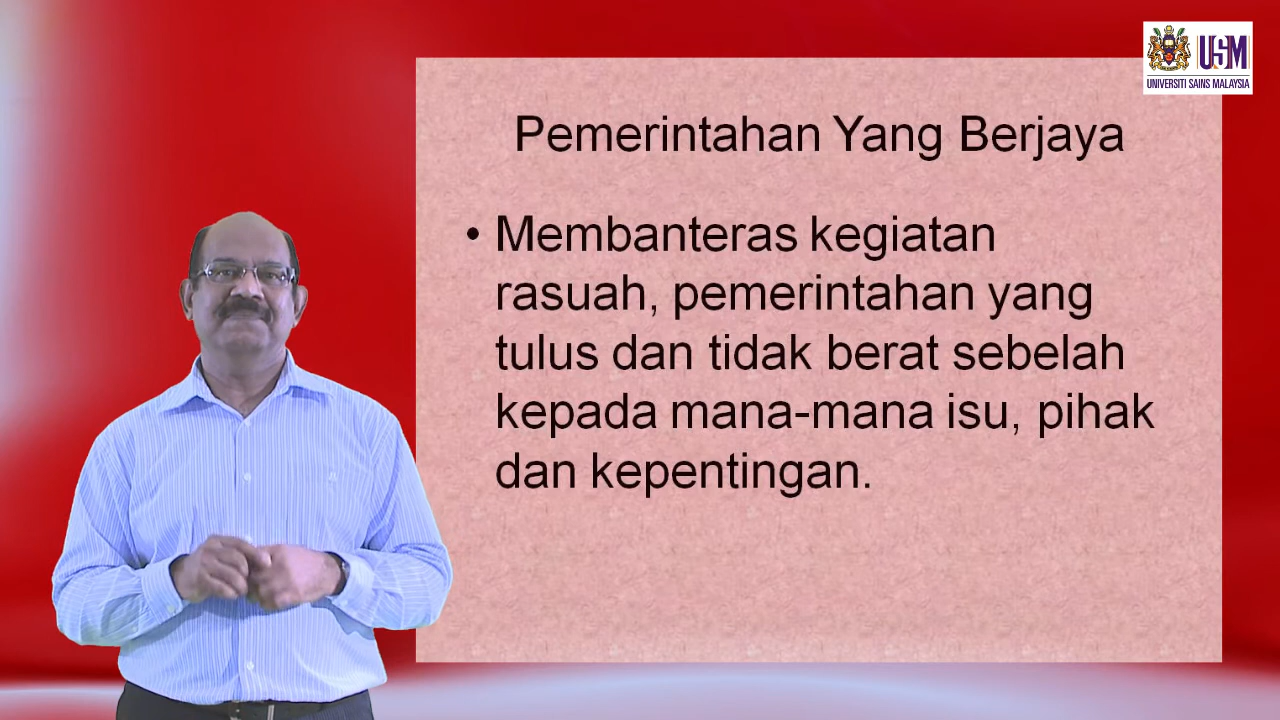 USM
UNIVERSITI SAINS MALAYSIA
Pemerintahan Yang Berjaya
• Membanteras kegiatan
rasuah, pemerintahan yang
tulus dan tidak berat sebelah
kepada mana-mana isu, pihak
dan kepentingan.